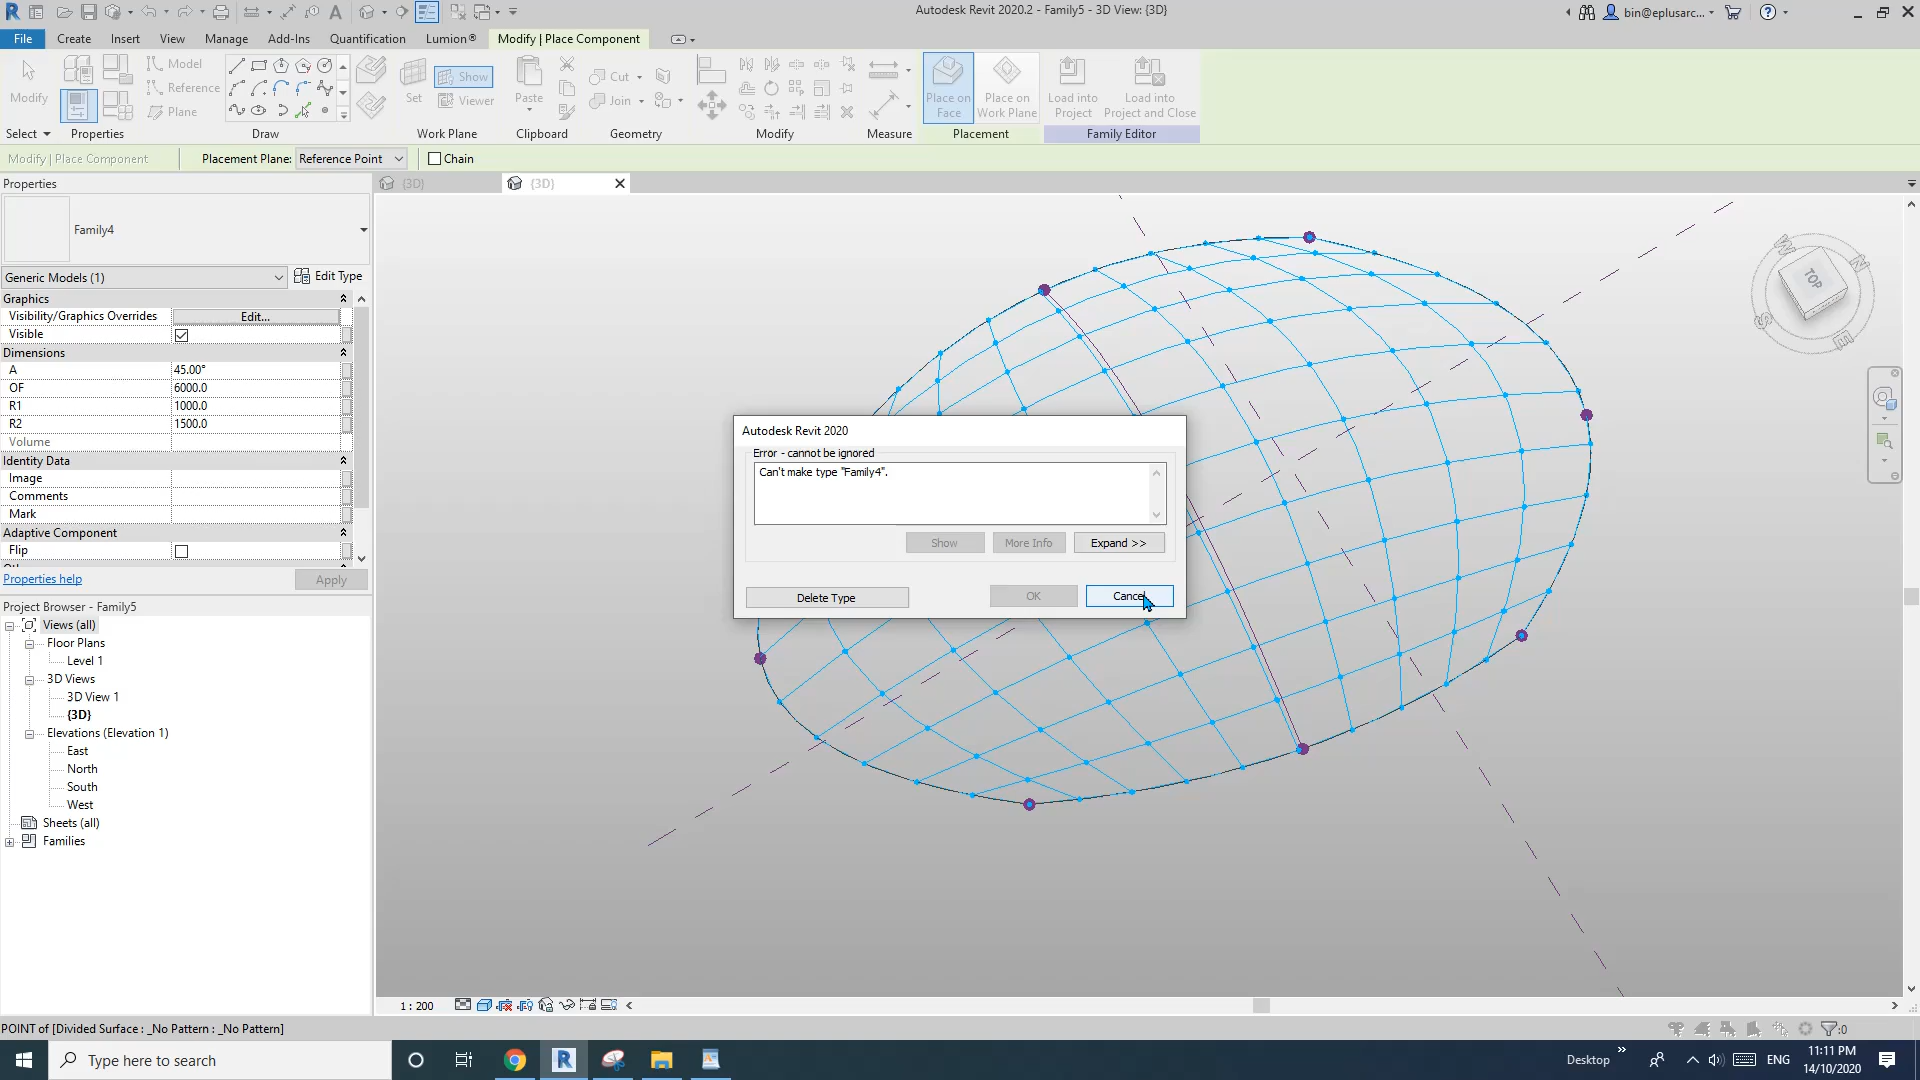 Autodesk Revit 2020.2 - Family5 - 3D View: {3D}
bin@eplusarc...
File Create Insert View Manage Add-Ins Quantification Lumion® Modify | Place Component
Modify
Model
Reference
Plane
Set
Show
Viewer
Paste
Cut
Join
Place on Face
Place on Work Plane
Load into Project
Load into Project and Close
Select Properties Draw Work Plane Clipboard Geometry Modify Measure Placement Family Editor
Modify | Place Component Placement Plane: Reference Point Chain
Properties
{3D}
{3D}
Family4
Generic Models (1) Edit Type
Graphics
Visibility/Graphics Overrides Edit...
Visible
Dimensions
A 45.00°
OF 6000.0
R1 1000.0
R2 1500.0
Volume
Identity Data
Image
Comments
Mark
Adaptive Component
Flip
Properties help Apply
Project Browser - Family5
Views (all)
Floor Plans
Level 1
3D Views
3D View 1
{3D}
Elevations (Elevation 1)
East
North
South
West
Sheets (all)
Families
TOP
W
N
S
E
Autodesk Revit 2020
Error - cannot be ignored
Can't make type "Family4".
Show More Info Expand >>
Delete Type OK Cancel
1 : 200
POINT of [Divided Surface : _No Pattern : _No Pattern]
:0
Type here to search
Desktop
ENG
11:11 PM
14/10/2020